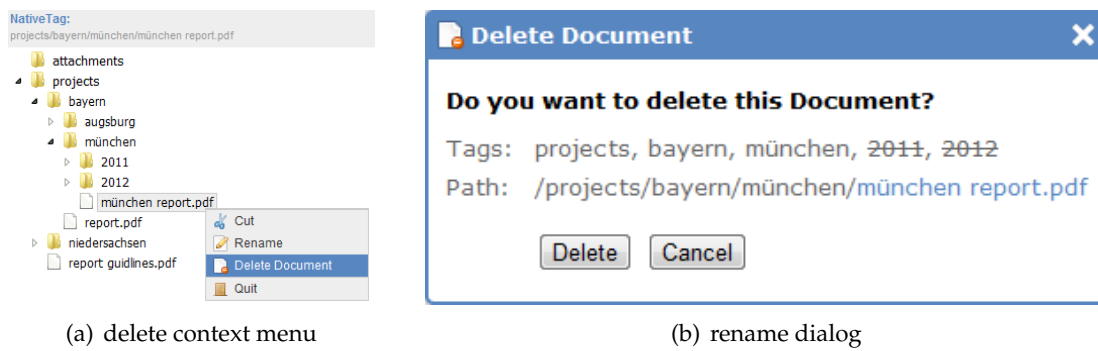 NativeTag:
projects/bayern/münchen/münchen report.pdf
attachments
projects
bayern
augsburg
münchen
2011
2012
münchen report.pdf
report.pdf
niedersachsen
report guidlines.pdf
Cut
Rename
Delete Document
Quit
(a) delete context menu
Delete Document
Do you want to delete this Document?
Tags: projects, bayern, münchen, 2011, 2012
Path: /projects/bayern/münchen/münchen report.pdf
Delete Cancel
(b) rename dialog